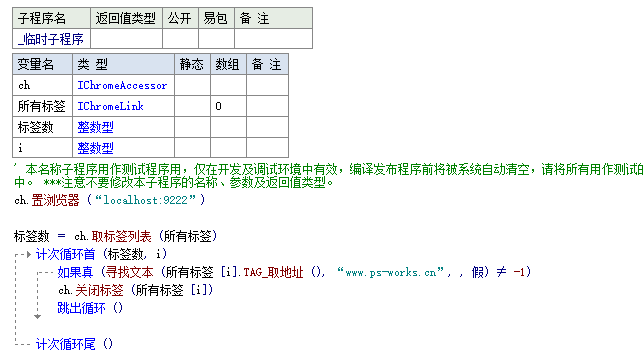 子程序名 返回值类型 公开 易包 备 注
_临时子程序
变量名 类 型 静态 数组 备 注
ch IChromeAccessor
所有标签 IChromeLink 0
标签数 整数型
i 整数型
' 本名称子程序用作测试程序用，仅在开发及调试环境中有效，编译发布程序前将被系统自动清空，请将所有用作测试的
中。 ***注意不要修改本子程序的名称、参数及返回值类型。
ch.置浏览器 (“localhost:9222”)
标签数 = ch.取标签列表 (所有标签)
计次循环首 (标签数, i)
如果真 (寻找文本 (所有标签 [i].TAG_取地址 (), “www.ps-works.cn”, , 假) ≠ -1)
ch.关闭标签 (所有标签 [i])
跳出循环 ()
计次循环尾 ()